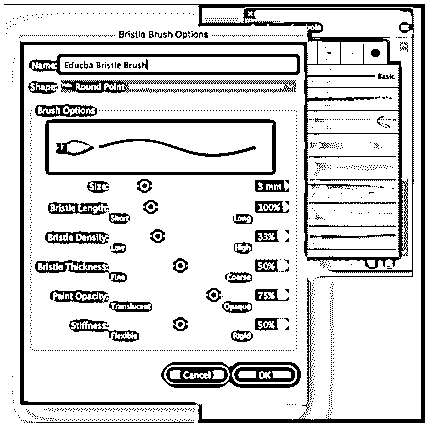 Bristle Brush Options
Name: Educba Bristle Brush
Shape: Round Point
Brush Options
Basic
Size: 3 mm
Bristle Length: 100%
Short Long
Bristle Density: 33%
Low High
Bristle Thickness: 50%
Fine Coarse
Paint Opacity: 75%
Translucent Opaque
Stiffness: 50%
Flexible Rigid
Cancel OK